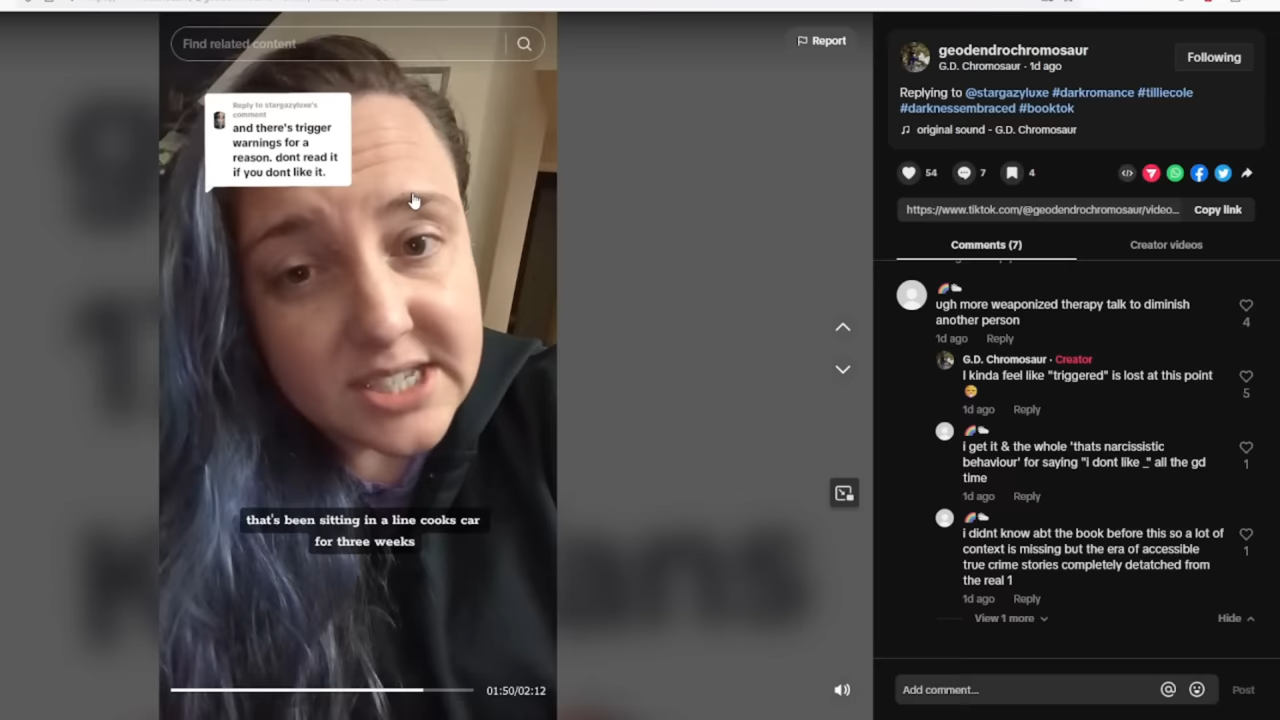 Find related content
Reply to stargazyluxe's
comment
and there's trigger
warnings for a
reason. dont read it
if you dont like it.
that's been sitting in a line cooks car
for three weeks
01:50/02:12
Report
geodendrochromosaur
G.D. Chromosaur · 1d ago
Following
Replying to @stargazyluxe #darkromance #tilliecole
#darknessembraced #booktok
original sound - G.D. Chromosaur
54
7
4
https://www.tiktok.com/@geodendrochromosaur/video...
Copy link
Comments (7)
Creator videos
ugh more weaponized therapy talk to diminish
another person
4
1d ago
Reply
G.D. Chromosaur · Creator
I kinda feel like "triggered" is lost at this point
5
1d ago
Reply
i get it & the whole 'thats narcissistic
behaviour' for saying "i dont like _" all the gd
time
1
1d ago
Reply
i didnt know abt the book before this so a lot of
context is missing but the era of accessible
true crime stories completely detatched from
the real 1
1
1d ago
Reply
View 1 more
Hide
Add comment...
Post